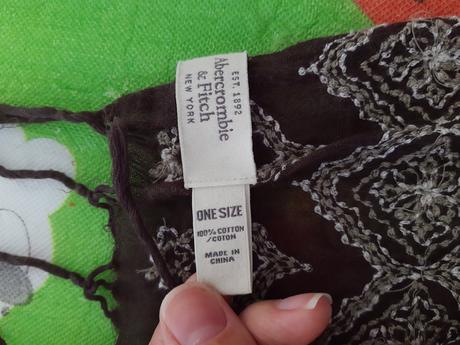 EST. 1892
Abercrombie
& Fitch
NEW YORK
ONE SIZE
100% COTTON
/COTON
MADE IN
CHINA